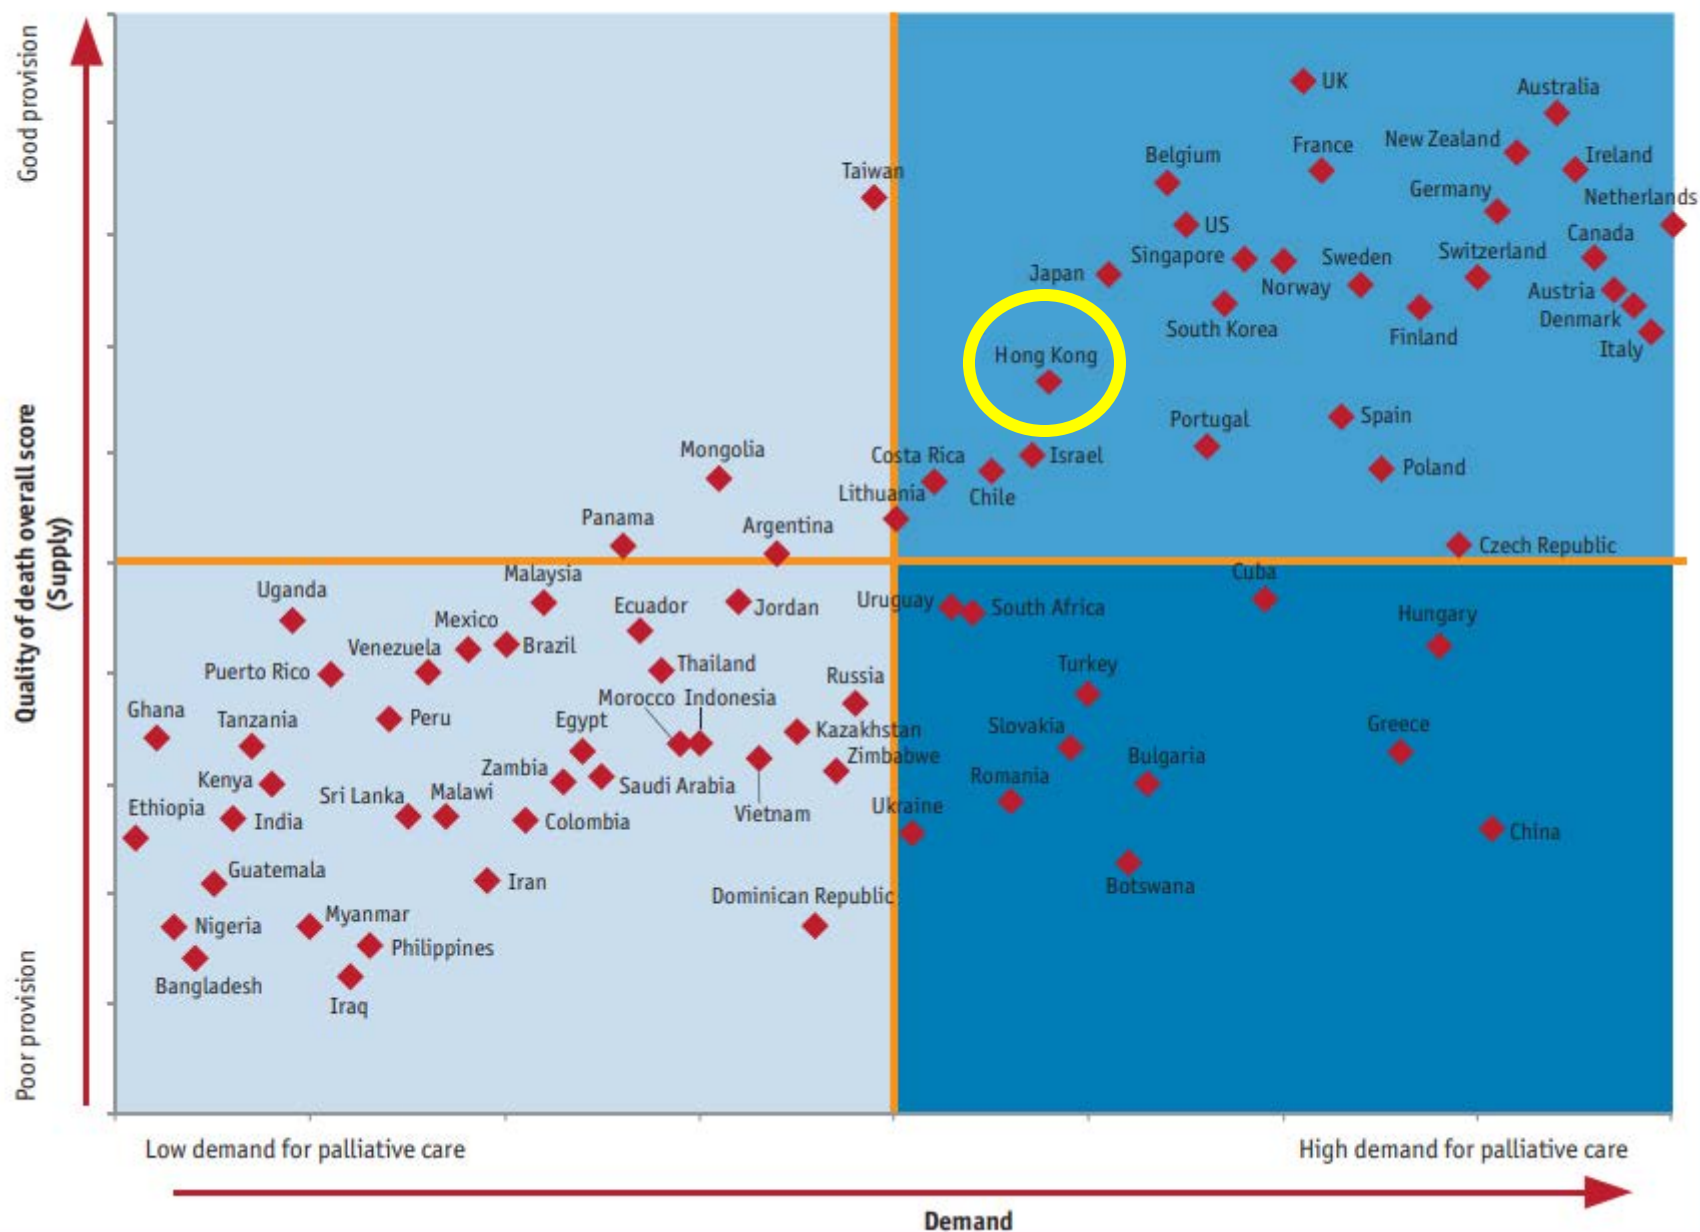 Good provision
Quality of death overall score
(Supply)
Poor provision
UK
Australia
New Zealand
France
Belgium
Ireland
Taiwan
Germany
Netherlands
US
Canada
Singapore
Sweden
Switzerland
Japan
Norway
Austria
South Korea
Denmark
Finland
Italy
Hong Kong
Portugal
Spain
Mongolia
Costa Rica
Israel
Poland
Lithuania
Chile
Panama
Argentina
Czech Republic
Malaysia
Cuba
Uganda
Ecuador
Jordan
Uruguay
South Africa
Hungary
Mexico
Venezuela
Brazil
Puerto Rico
Thailand
Turkey
Russia
Morocco
Indonesia
Ghana
Tanzania
Peru
Egypt
Kazakhstan
Slovakia
Greece
Zimbabwe
Bulgaria
Kenya
Zambia
Romania
Sri Lanka
Malawi
Saudi Arabia
Ethiopia
Vietnam
Ukraine
India
Colombia
China
Guatemala
Iran
Botswana
Dominican Republic
Nigeria
Myanmar
Philippines
Bangladesh
Iraq
Low demand for palliative care
High demand for palliative care
Demand